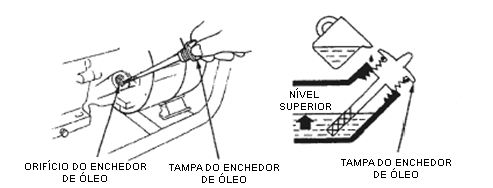 NÍVEL
SUPERIOR
ORIFÍCIO DO ENCHEDOR
DE ÓLEO
TAMPA DO ENCHEDOR
DE ÓLEO
TAMPA DO ENCHEDOR
DE ÓLEO